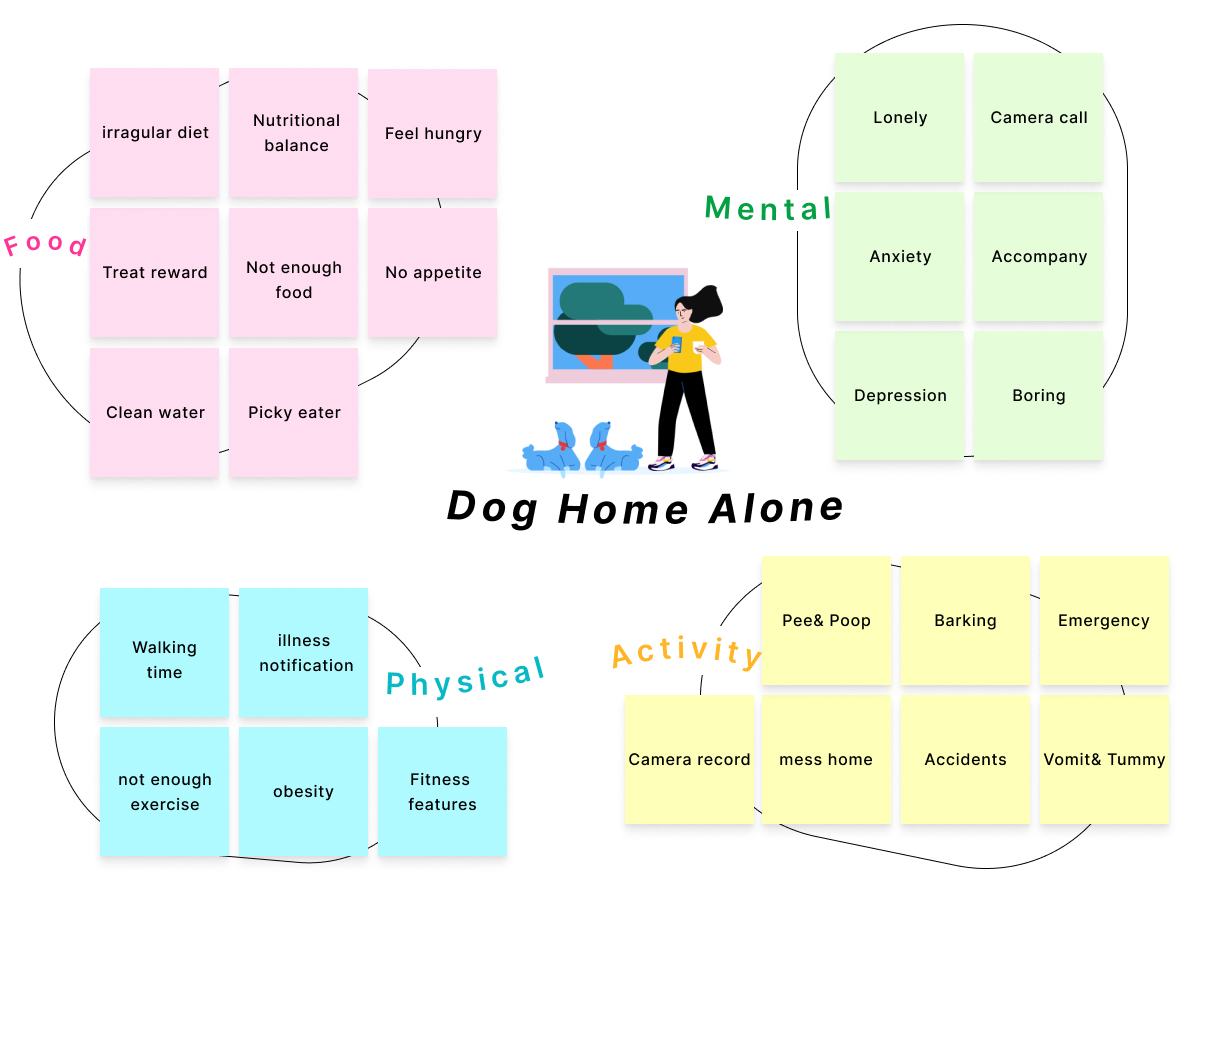 Food
irragular diet
Nutritional
balance
Feel hungry
Treat reward
Not enough
food
No appetite
Clean water
Picky eater
Mental
Lonely
Camera call
Anxiety
Accompany
Depression
Boring
Dog Home Alone
Physical
Walking
time
illness
notification
not enough
exercise
obesity
Fitness
features
Activity
Pee& Poop
Barking
Emergency
Camera record
mess home
Accidents
Vomit& Tummy